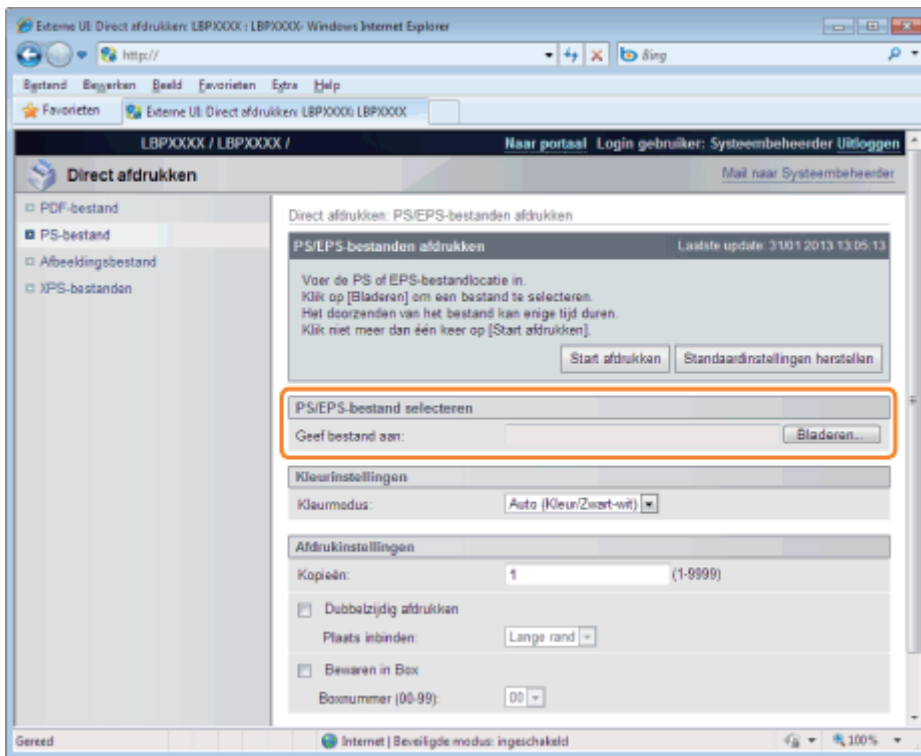 Externe UI: Direct afdrukken: LBPXXXX : LBPXXXX- Windows Internet Explorer
http://
Bing
Bestand Bewerken Beeld Favorieten Extra Help
Favorieten
Externe UI: Direct afdrukken: LBPXXXX: LBPXXXX
LBPXXXX / LBPXXXX /
Naar portaal Login gebruiker: Systeembeheerder Uitloggen
Direct afdrukken
Mail naar Systeembeheerder
PDF-bestand
PS-bestand
Afbeeldingsbestand
XPS-bestanden
Direct afdrukken: PS/EPS-bestanden afdrukken
PS/EPS-bestanden afdrukken
Laatste update: 31/01 2013 13:05:13
Voer de PS of EPS-bestandlocatie in.
Klik op [Bladeren] om een bestand te selecteren.
Het doorzenden van het bestand kan enige tijd duren.
Klik niet meer dan één keer op [Start afdrukken].
Start afdrukken
Standaardinstellingen herstellen
PS/EPS-bestand selecteren
Geef bestand aan:
Bladeren...
Kleurinstellingen
Kleurmodus:
Auto (Kleur/Zwart-wit)
Afdrukinstellingen
Kopieën:
1
(1-9999)
Dubbelzijdig afdrukken
Plaats inbinden:
Lange rand
Bewaren in Box
Boxnummer (00-99):
00
Gereed
Internet | Beveiligde modus: ingeschakeld
100%